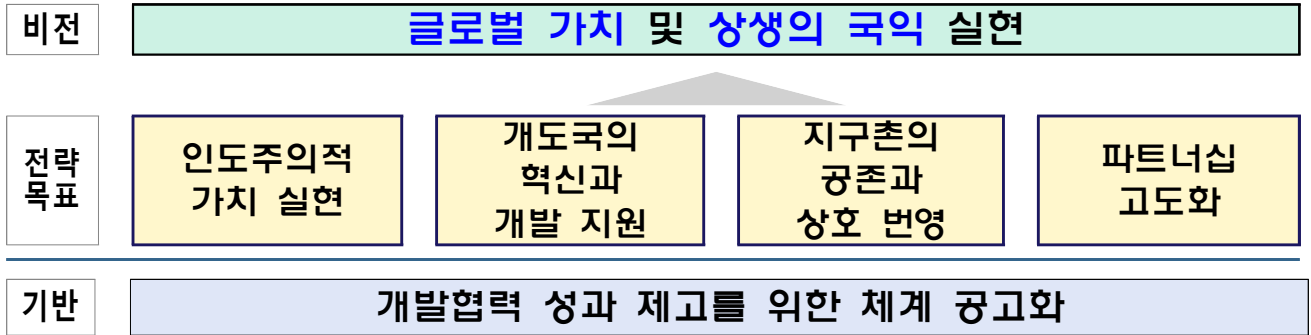 비전
글로벌 가치 및 상생의 국익 실현
전략
목표
인도주의적
가치 실현
개도국의
혁신과
개발 지원
지구촌의
공존과
상호 번영
파트너십
고도화
기반
개발협력 성과 제고를 위한 체계 공고화